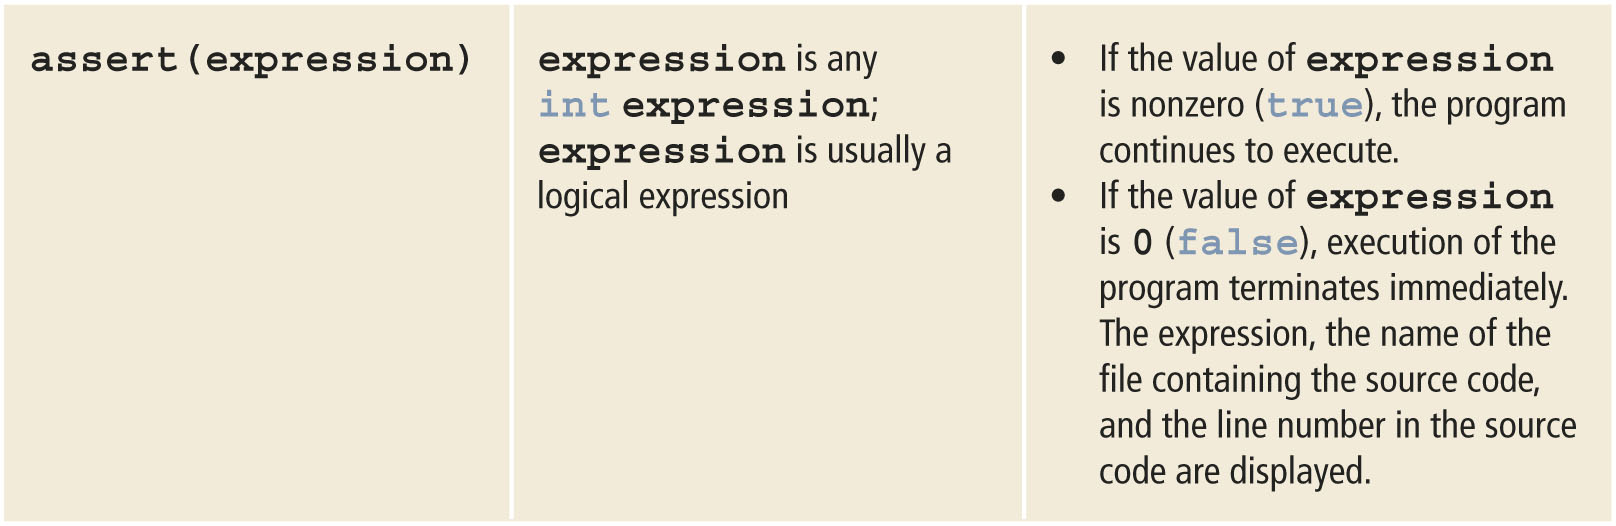 assert(expression)
expression is any
int expression;
expression is usually a
logical expression
• If the value of expression
is nonzero (true), the program
continues to execute.
• If the value of expression
is 0 (false), execution of the
program terminates immediately.
The expression, the name of the
file containing the source code,
and the line number in the source
code are displayed.